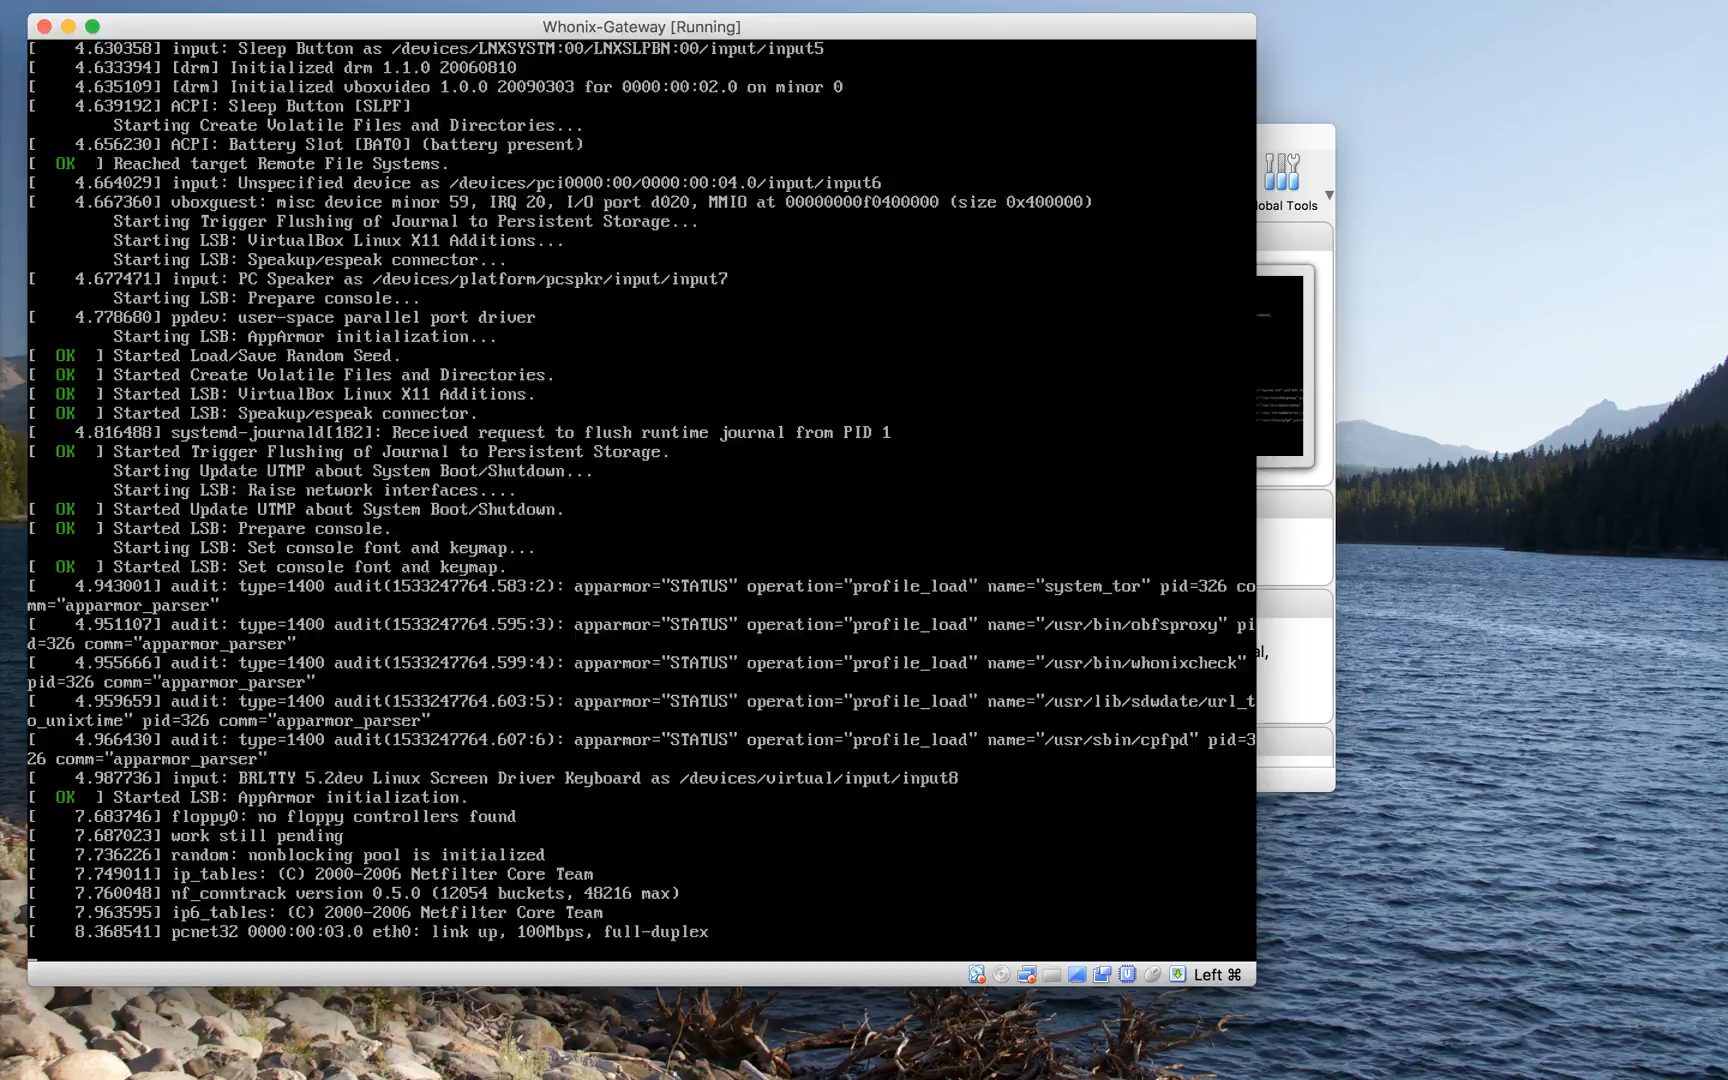 Whonix-Gateway [Running]
[    4.630358] input: Sleep Button as /devices/LNXSYSTM:00/LNXSLPBN:00/input/input5
[    4.633394] [drm] Initialized drm 1.1.0 20060810
[    4.635109] [drm] Initialized vboxvideo 1.0.0 20090303 for 0000:00:02.0 on minor 0
[    4.639192] ACPI: Sleep Button [SLPF]
Starting Create Volatile Files and Directories...
[    4.656230] ACPI: Battery Slot [BAT0] (battery present)
[  OK  ] Reached target Remote File Systems.
[    4.664029] input: Unspecified device as /devices/pci0000:00/0000:00:04.0/input/input6
[    4.667360] vboxguest: misc device minor 59, IRQ 20, I/O port d020, MMIO at 00000000f0400000 (size 0x400000)
Starting Trigger Flushing of Journal to Persistent Storage...
Starting LSB: VirtualBox Linux X11 Additions...
Starting LSB: Speakup/espeak connector...
[    4.677471] input: PC Speaker as /devices/platform/pcspkr/input/input7
Starting LSB: Prepare console...
[    4.778680] ppdev: user-space parallel port driver
Starting LSB: AppArmor initialization...
[  OK  ] Started Load/Save Random Seed.
[  OK  ] Started Create Volatile Files and Directories.
[  OK  ] Started LSB: VirtualBox Linux X11 Additions.
[  OK  ] Started LSB: Speakup/espeak connector.
[    4.816488] systemd-journald[182]: Received request to flush runtime journal from PID 1
[  OK  ] Started Trigger Flushing of Journal to Persistent Storage.
Starting Update UTMP about System Boot/Shutdown...
Starting LSB: Raise network interfaces....
[  OK  ] Started Update UTMP about System Boot/Shutdown.
[  OK  ] Started LSB: Prepare console.
Starting LSB: Set console font and keymap...
[  OK  ] Started LSB: Set console font and keymap.
[    4.943001] audit: type=1400 audit(1533247764.583:2): apparmor="STATUS" operation="profile_load" name="system_tor" pid=326 co
mm="apparmor_parser"
[    4.951107] audit: type=1400 audit(1533247764.595:3): apparmor="STATUS" operation="profile_load" name="/usr/bin/obfsproxy" pi
d=326 comm="apparmor_parser"
[    4.955666] audit: type=1400 audit(1533247764.599:4): apparmor="STATUS" operation="profile_load" name="/usr/bin/whonixcheck"
pid=326 comm="apparmor_parser"
[    4.959659] audit: type=1400 audit(1533247764.603:5): apparmor="STATUS" operation="profile_load" name="/usr/lib/sdwdate/url_t
o_unixtime" pid=326 comm="apparmor_parser"
[    4.966430] audit: type=1400 audit(1533247764.607:6): apparmor="STATUS" operation="profile_load" name="/usr/sbin/cpfpd" pid=3
26 comm="apparmor_parser"
[    4.987736] input: BRLTTY 5.2dev Linux Screen Driver Keyboard as /devices/virtual/input/input8
[  OK  ] Started LSB: AppArmor initialization.
[    7.683746] floppy0: no floppy controllers found
[    7.687023] work still pending
[    7.736226] random: nonblocking pool is initialized
[    7.749011] ip_tables: (C) 2000-2006 Netfilter Core Team
[    7.760048] nf_conntrack version 0.5.0 (12054 buckets, 48216 max)
[    7.963595] ip6_tables: (C) 2000-2006 Netfilter Core Team
[    8.368541] pcnet32 0000:00:03.0 eth0: link up, 100Mbps, full-duplex
Left ⌘
lobal Tools
al,